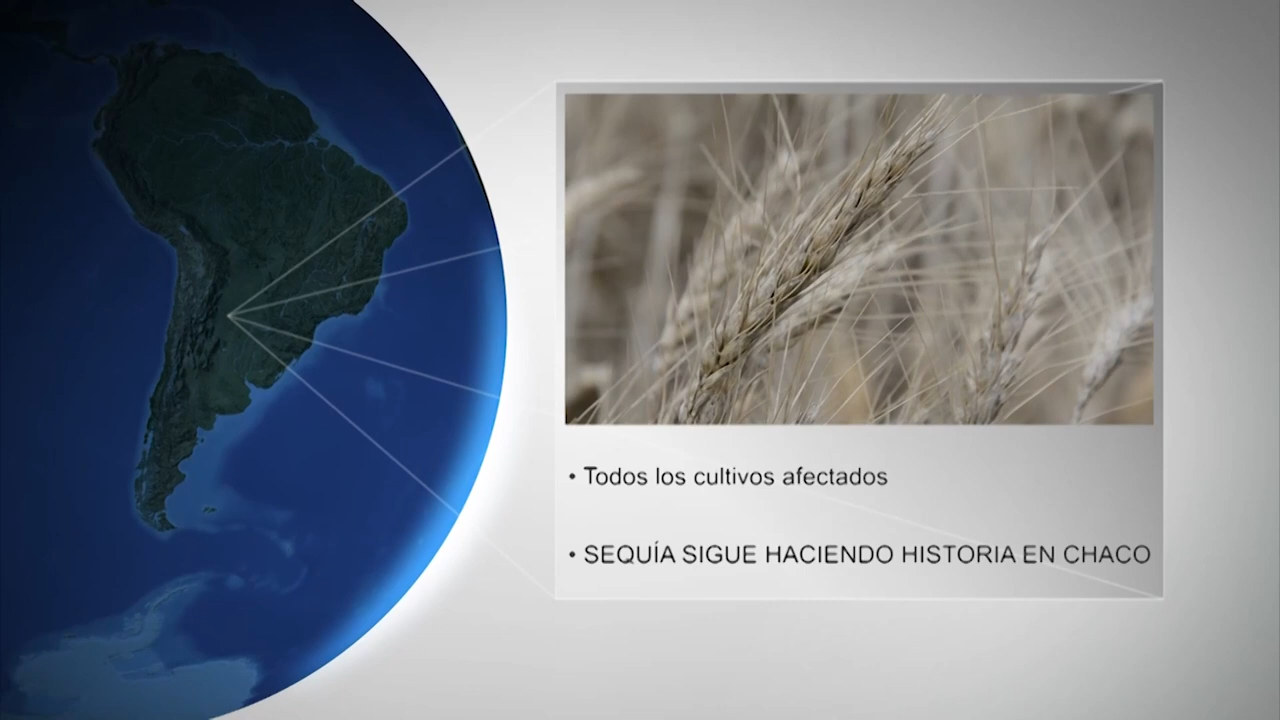 • Todos los cultivos afectados
• SEQUÍA SIGUE HACIENDO HISTORIA EN CHACO